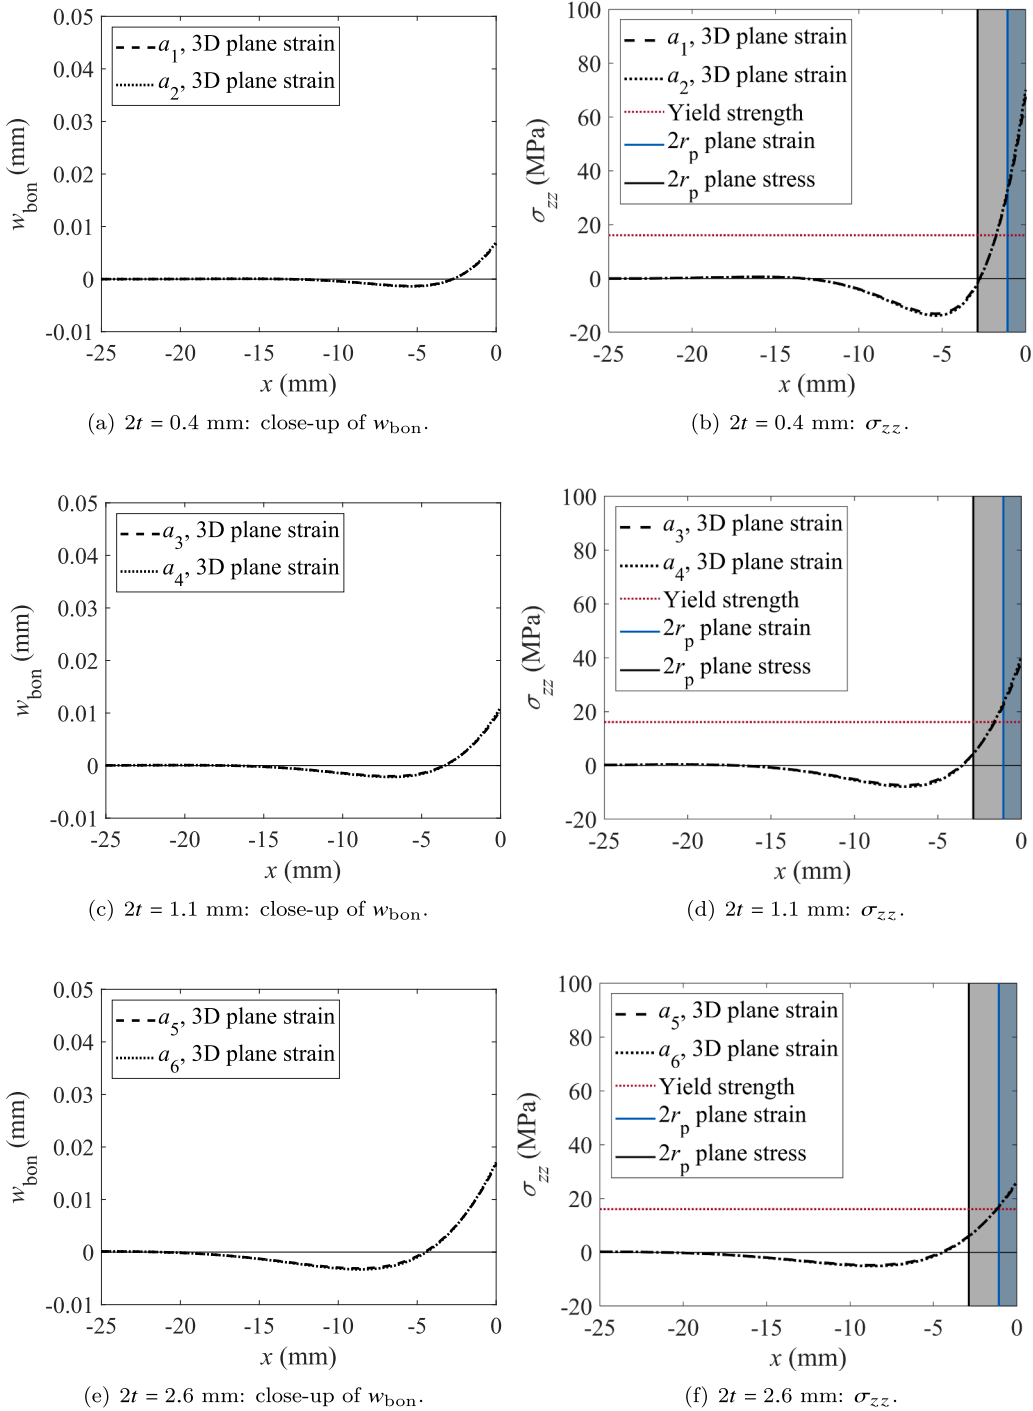 0.05
0.04
0.03
0.02
0.01
0
-0.01
w_bon (mm)
a_1, 3D plane strain
a_2, 3D plane strain
-25 -20 -15 -10 -5 0
x (mm)
(a) 2t = 0.4 mm: close-up of w_bon.
100
80
60
40
20
0
-20
σ_zz (MPa)
a_1, 3D plane strain
a_2, 3D plane strain
Yield strength
2r_p plane strain
2r_p plane stress
-25 -20 -15 -10 -5 0
x (mm)
(b) 2t = 0.4 mm: σ_zz.
0.05
0.04
0.03
0.02
0.01
0
-0.01
w_bon (mm)
a_3, 3D plane strain
a_4, 3D plane strain
-25 -20 -15 -10 -5 0
x (mm)
(c) 2t = 1.1 mm: close-up of w_bon.
100
80
60
40
20
0
-20
σ_zz (MPa)
a_3, 3D plane strain
a_4, 3D plane strain
Yield strength
2r_p plane strain
2r_p plane stress
-25 -20 -15 -10 -5 0
x (mm)
(d) 2t = 1.1 mm: σ_zz.
0.05
0.04
0.03
0.02
0.01
0
-0.01
w_bon (mm)
a_5, 3D plane strain
a_6, 3D plane strain
-25 -20 -15 -10 -5 0
x (mm)
(e) 2t = 2.6 mm: close-up of w_bon.
100
80
60
40
20
0
-20
σ_zz (MPa)
a_5, 3D plane strain
a_6, 3D plane strain
Yield strength
2r_p plane strain
2r_p plane stress
-25 -20 -15 -10 -5 0
x (mm)
(f) 2t = 2.6 mm: σ_zz.